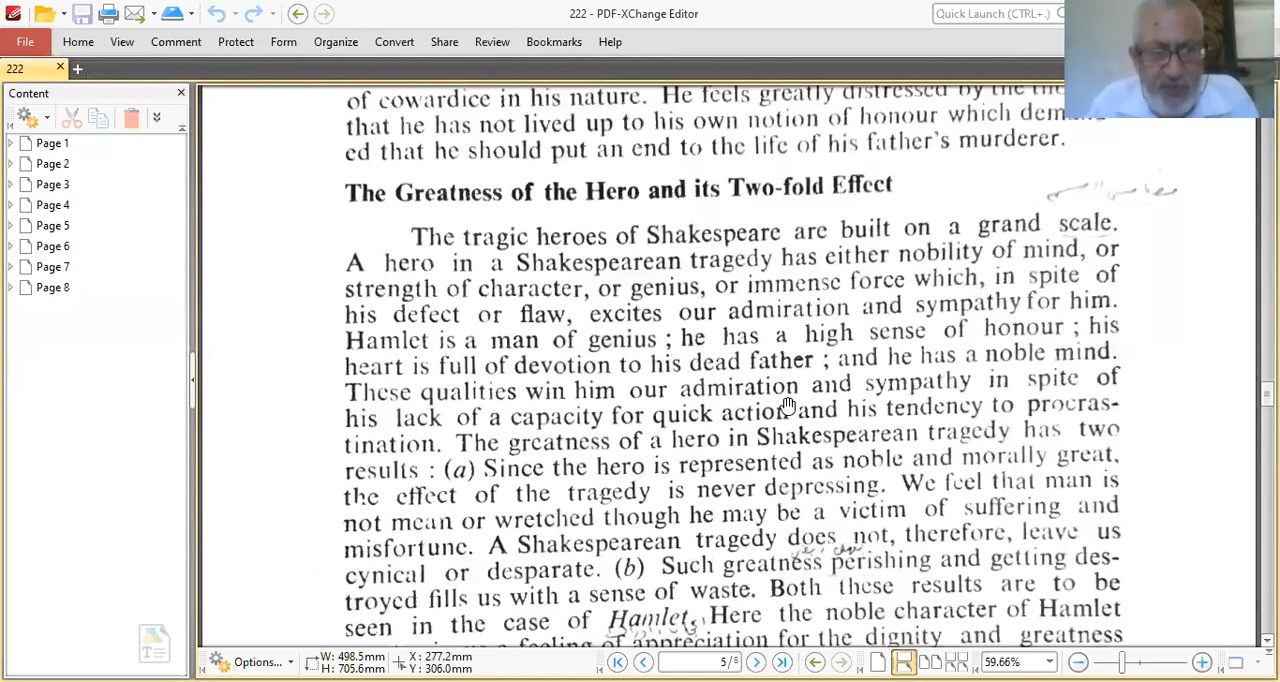 222 - PDF-XChange Editor
Quick Launch (CTRL+.)
File Home View Comment Protect Form Organize Convert Share Review Bookmarks Help
222
Content
Page 1
Page 2
Page 3
Page 4
Page 5
Page 6
Page 7
Page 8
of cowardice in his nature. He feels greatly distressed by the
that he has not lived up to his own notion of honour which
ed that he should put an end to the life of his father's murderer.
The Greatness of the Hero and its Two-fold Effect
The tragic heroes of Shakespeare are built on a grand scale.
A hero in a Shakespearean tragedy has either nobility of mind, or
strength of character, or genius, or immense force which, in spite of
his defect or flaw, excites our admiration and sympathy for him.
Hamlet is a man of genius ; he has a high sense of honour ; his
heart is full of devotion to his dead father ; and he has a noble mind.
These qualities win him our admiration and sympathy in spite of
his lack of a capacity for quick action and his tendency to procras-
tination. The greatness of a hero in Shakespearean tragedy has two
results : (a) Since the hero is represented as noble and morally great,
the effect of the tragedy is never depressing. We feel that man is
not mean or wretched though he may be a victim of suffering and
misfortune. A Shakespearean tragedy does not, therefore, leave us
cynical or desparate. (b) Such greatness perishing and getting des-
troyed fills us with a sense of waste. Both these results are to be
seen in the case of Hamlet. Here the noble character of Hamlet
feeling of appreciation for the dignity and greatness
Options...
W: 498.5mm
H: 705.6mm
X: 277.2mm
Y: 306.0mm
5/8
59.66%